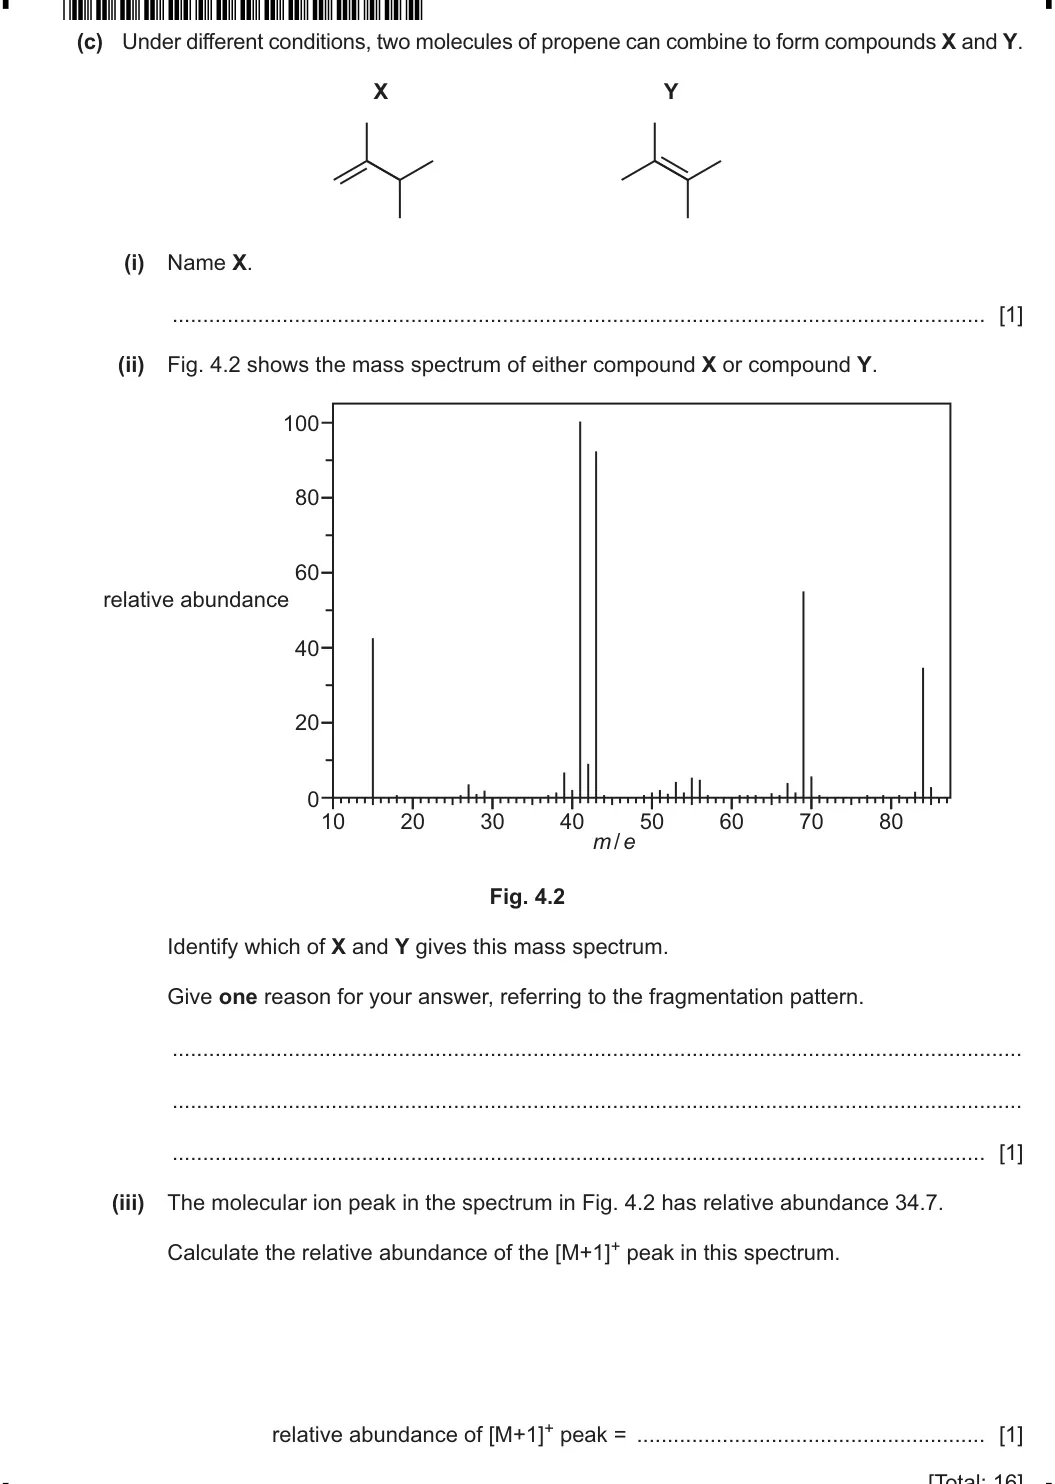 (c) Under different conditions, two molecules of propene can combine to form compounds X and Y.
X Y
(i) Name X.
.................................................................................................................................. [1]
(ii) Fig. 4.2 shows the mass spectrum of either compound X or compound Y.
100
80
60
relative abundance
40
20
0
10 20 30 40 50 60 70 80
m / e
Fig. 4.2
Identify which of X and Y gives this mass spectrum.
Give one reason for your answer, referring to the fragmentation pattern.
..........................................................................................................................................
..........................................................................................................................................
.................................................................................................................................. [1]
(iii) The molecular ion peak in the spectrum in Fig. 4.2 has relative abundance 34.7.
Calculate the relative abundance of the [M+1]+ peak in this spectrum.
relative abundance of [M+1]+ peak = ......................................................... [1]
[Total: 16]